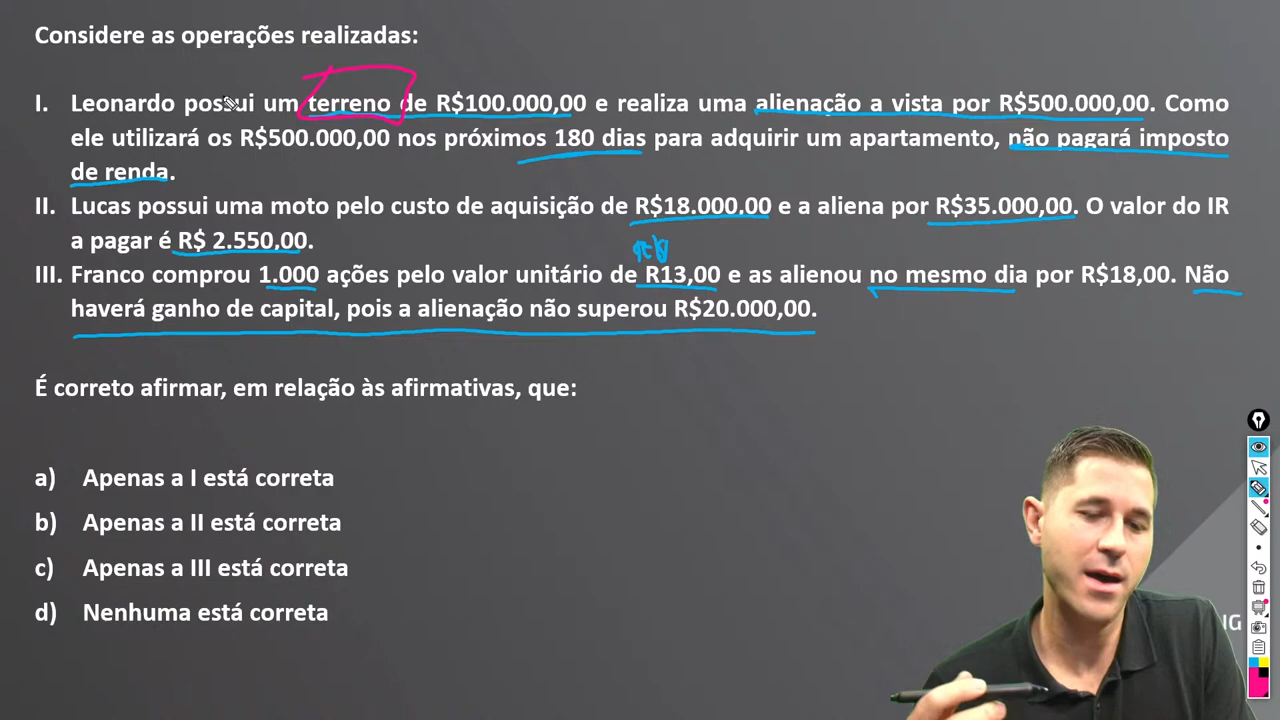 Considere as operações realizadas:
I. Leonardo possui um terreno de R$100.000,00 e realiza uma alienação a vista por R$500.000,00. Como
ele utilizará os R$500.000,00 nos próximos 180 dias para adquirir um apartamento, não pagará imposto
de renda.
II. Lucas possui uma moto pelo custo de aquisição de R$18.000,00 e a aliena por R$35.000,00. O valor do IR
a pagar é R$ 2.550,00.
III. Franco comprou 1.000 ações pelo valor unitário de R13,00 e as alienou no mesmo dia por R$18,00. Não
haverá ganho de capital, pois a alienação não superou R$20.000,00.
É correto afirmar, em relação às afirmativas, que:
a) Apenas a I está correta
b) Apenas a II está correta
c) Apenas a III está correta
d) Nenhuma está correta